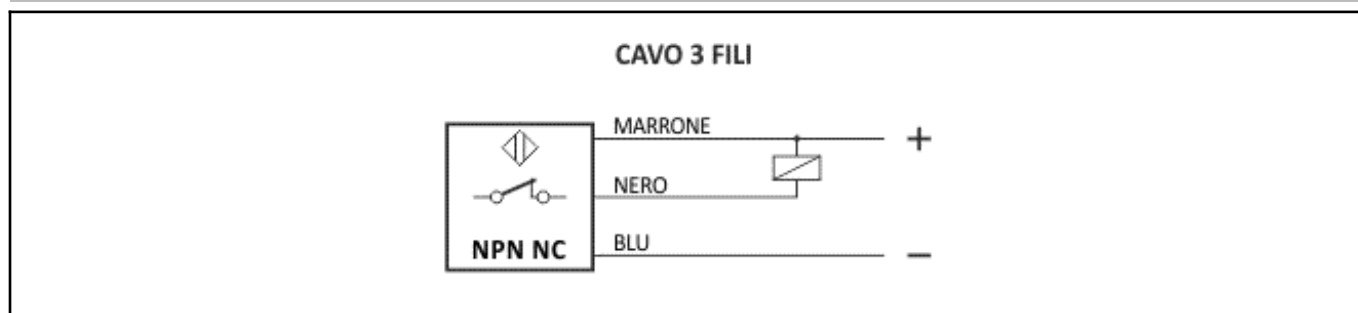 CAVO 3 FILI
MARRONE
+
NERO
NPN NC
BLU
−